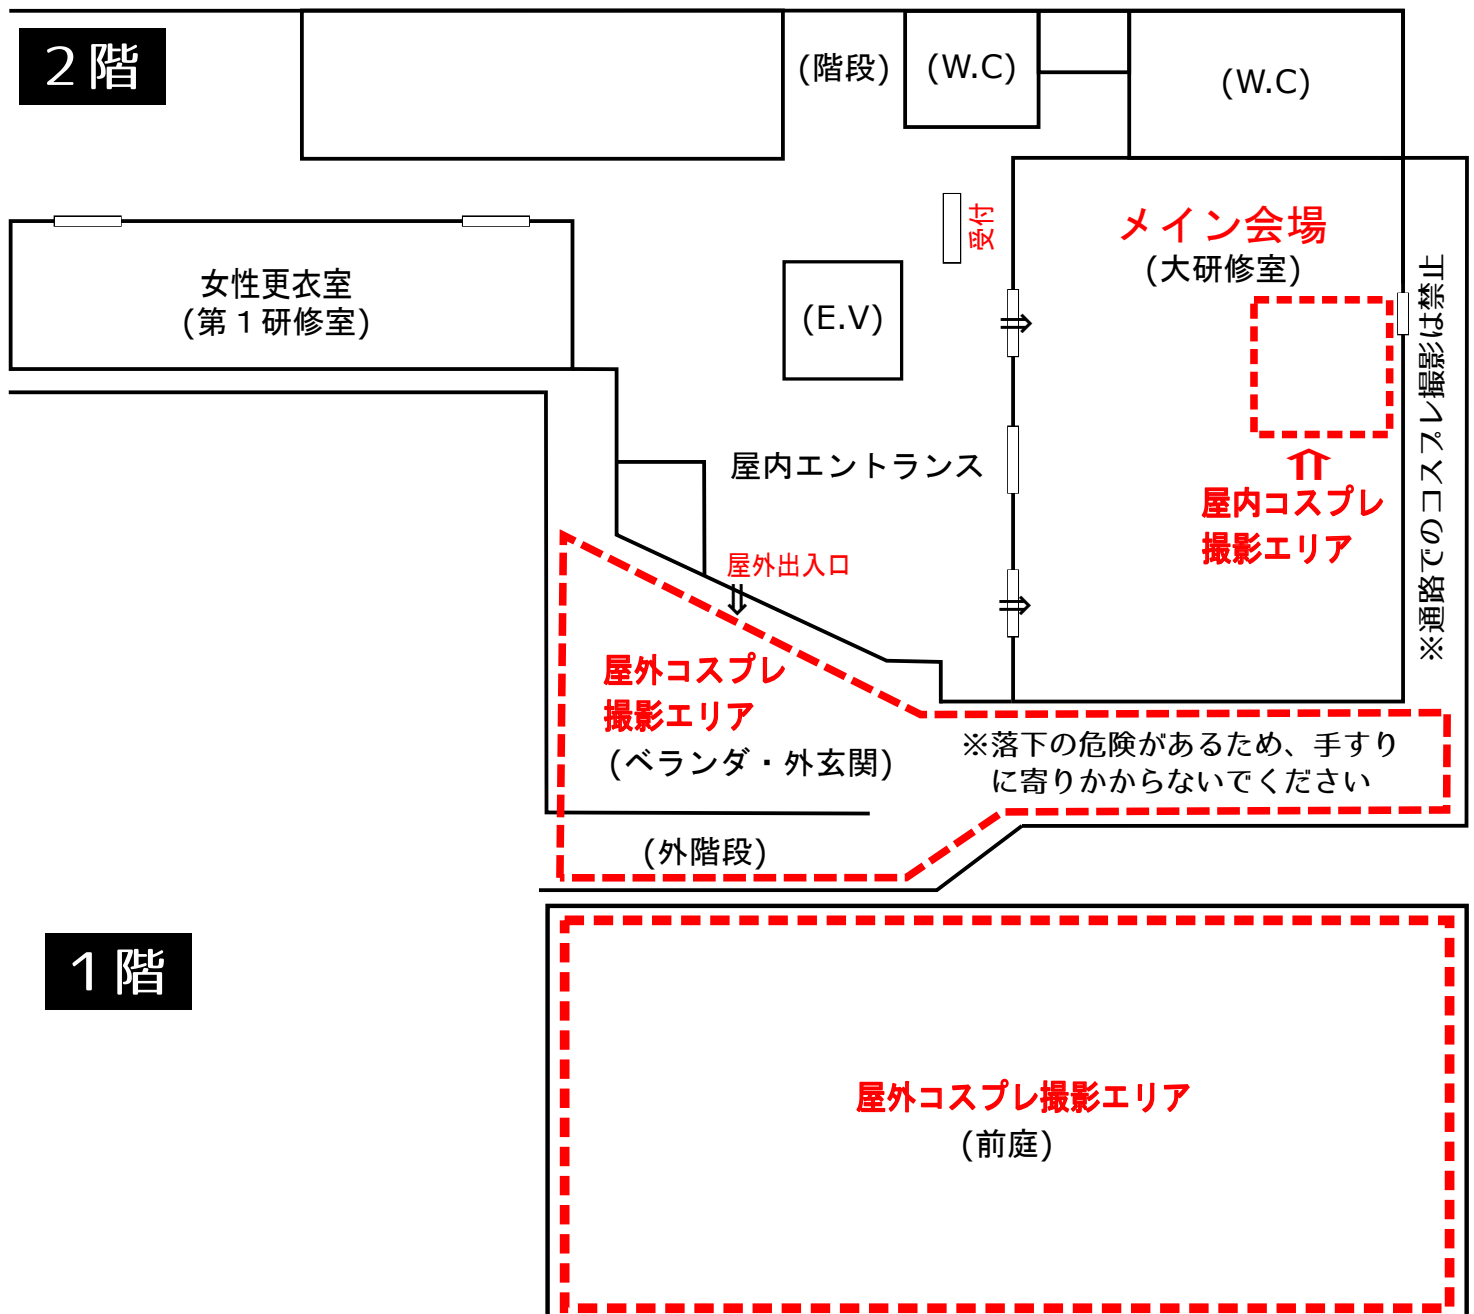 ２階
(階段)
(W.C)
(W.C)
受付
メイン会場
(大研修室)
女性更衣室
(第１研修室)
(E.V)
※通路でのコスプレ撮影は禁止
屋内エントランス
屋内コスプレ
撮影エリア
屋外出入口
屋外コスプレ
撮影エリア
(ベランダ・外玄関)
※落下の危険があるため、手すり
に寄りかからないでください
(外階段)
１階
屋外コスプレ撮影エリア
(前庭)